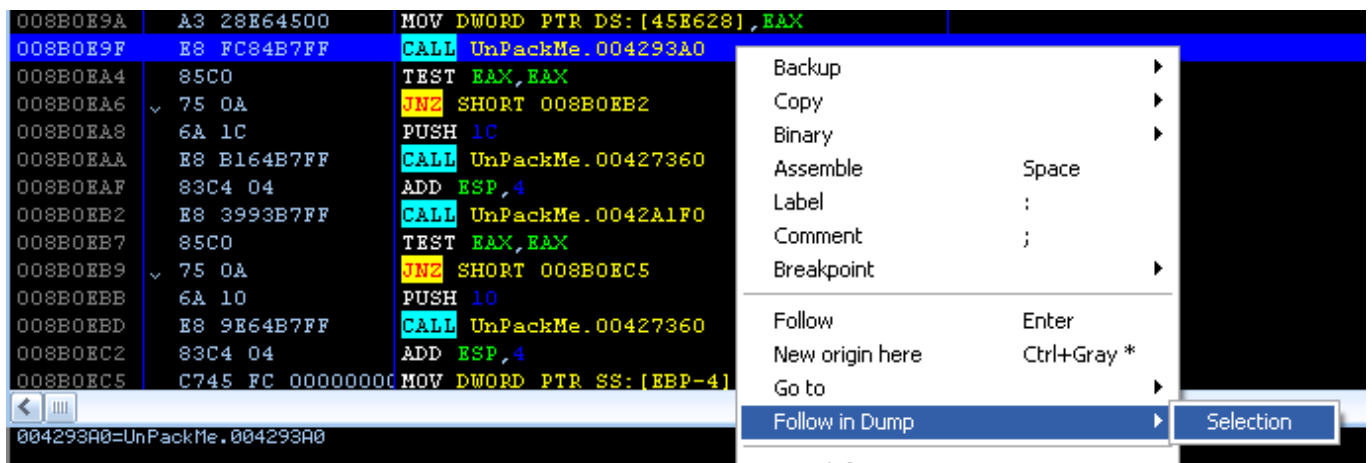 008B0E9A A3 28E64500 MOV DWORD PTR DS:[45E628],EAX
008B0E9F E8 FC84B7FF CALL UnPackMe.004293A0
008B0EA4 85C0 TEST EAX,EAX
008B0EA6 75 0A JNZ SHORT 008B0EB2
008B0EA8 6A 1C PUSH 1C
008B0EAA E8 B164B7FF CALL UnPackMe.00427360
008B0EAF 83C4 04 ADD ESP,4
008B0EB2 E8 3993B7FF CALL UnPackMe.0042A1F0
008B0EB7 85C0 TEST EAX,EAX
008B0EB9 75 0A JNZ SHORT 008B0EC5
008B0EBB 6A 10 PUSH 10
008B0EBD E8 9E64B7FF CALL UnPackMe.00427360
008B0EC2 83C4 04 ADD ESP,4
008B0EC5 C745 FC 0000000 MOV DWORD PTR SS:[EBP-4]
004293A0=UnPackMe.004293A0
Backup
Copy
Binary
Assemble Space
Label :
Comment ;
Breakpoint
Follow Enter
New origin here Ctrl+Gray *
Go to
Follow in Dump
Selection